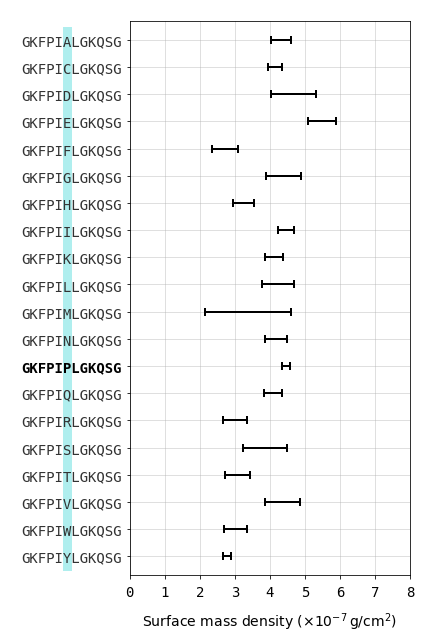 GKFPIALGKQSG
GKFPICLGKQSG
GKFPIDLGKQSG
GKFPIELGKQSG
GKFPIFLGKQSG
GKFPIGLGKQSG
GKFPIHLGKQSG
GKFPIILGKQSG
GKFPIKLGKQSG
GKFPILLGKQSG
GKFPIMLGKQSG
GKFPINLGKQSG
GKFPIPLGKQSG
GKFPIQLGKQSG
GKFPIRLGKQSG
GKFPISLGKQSG
GKFPITLGKQSG
GKFPIVLGKQSG
GKFPIWLGKQSG
GKFPIYLGKQSG
0 1 2 3 4 5 6 7 8
Surface mass density (×10⁻⁷ g/cm²)